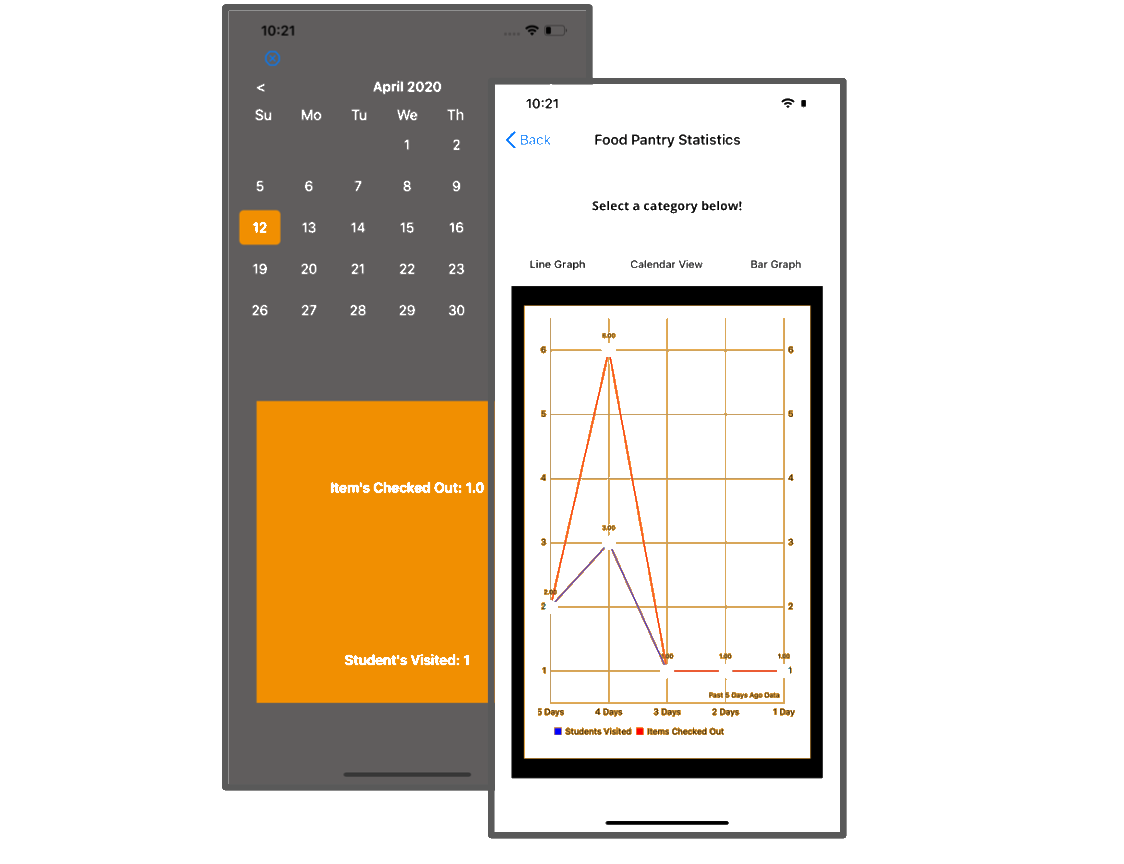 10:21
<
April 2020
Su Mo Tu We Th
1 2
5 6 7 8 9
12 13 14 15 16
19 20 21 22 23
26 27 28 29 30
Item's Checked Out: 1.0
Student's Visited: 1
10:21
Back Food Pantry Statistics
Select a category below!
Line Graph Calendar View Bar Graph
6.00
6 6
5 5
4 4
3.00
3 3
2.00
2 2
1.00 1.00 1.00
1 1
Past 5 Days Ago Data
5 Days 4 Days 3 Days 2 Days 1 Day
Students Visited Items Checked Out